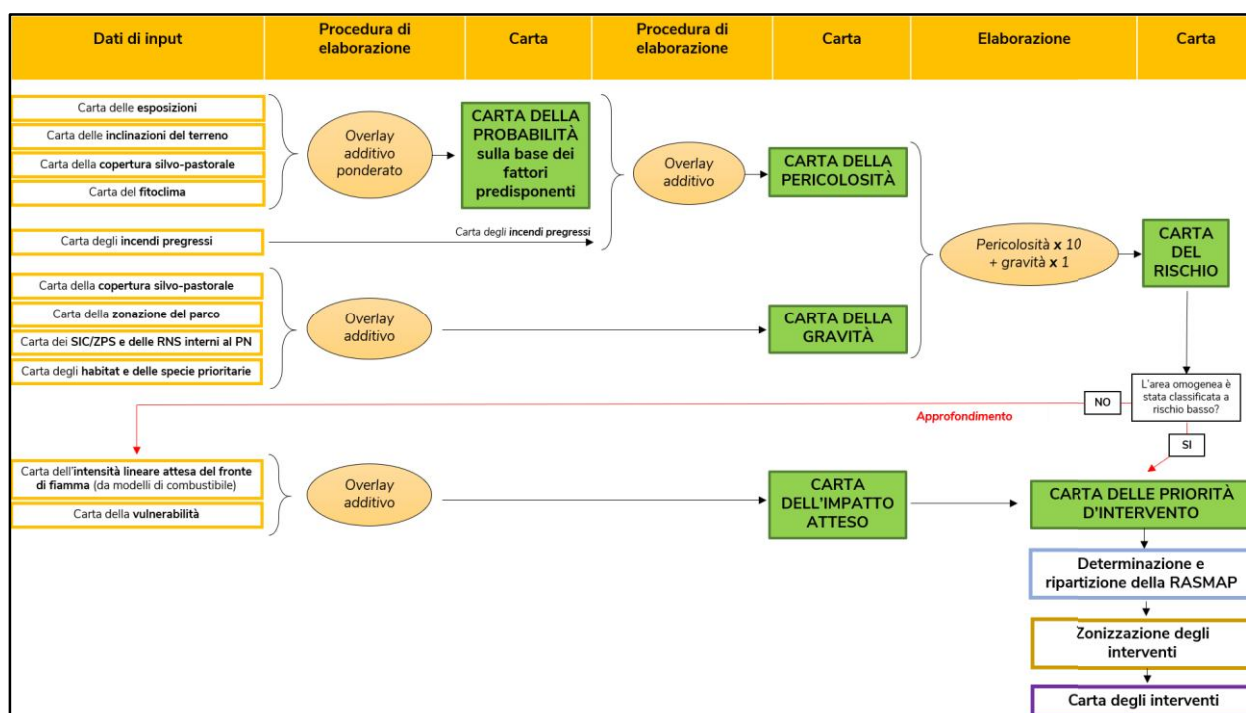 Dati di input
Procedura di
elaborazione
Carta
Procedura di
elaborazione
Carta
Elaborazione
Carta
Carta delle esposizioni
Carta delle inclinazioni del terreno
Carta della copertura silvo-pastorale
Carta del fitoclima
Overlay
additivo
ponderato
CARTA DELLA
PROBABILITÀ
sulla base dei
fattori
predisponenti
Overlay
additivo
CARTA DELLA
PERICOLOSITÀ
Carta degli incendi pregressi
Carta degli incendi pregressi
Pericolosità x 10
+ gravità x 1
CARTA
DEL
RISCHIO
Carta della copertura silvo-pastorale
Carta della zonazione del parco
Carta dei SIC/ZPS e delle RNS interni al PN
Carta degli habitat e delle specie prioritarie
Overlay
additivo
CARTA DELLA
GRAVITÀ
L'area omogenea è
stata classificata a
rischio basso?
NO
Approfondimento
SI
Carta dell'intensità lineare attesa del fronte
di fiamma (da modelli di combustibile)
Carta della vulnerabilità
Overlay
additivo
CARTA
DELL'IMPATTO
ATTESO
CARTA DELLE PRIORITÀ
D'INTERVENTO
Determinazione e
ripartizione della RASMAP
Zonizzazione degli
interventi
Carta degli interventi